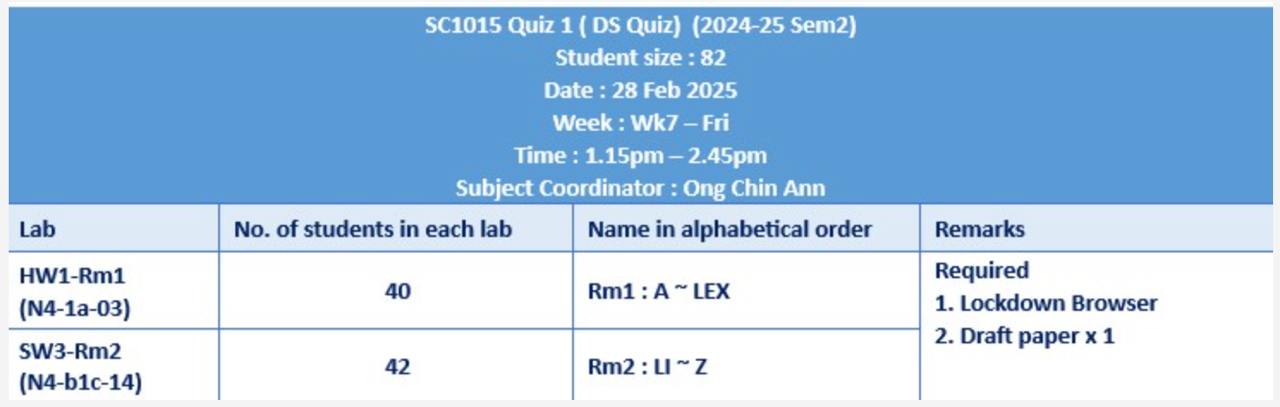 SC1015 Quiz 1 ( DS Quiz)  (2024-25 Sem2)
Student size : 82
Date : 28 Feb 2025
Week : Wk7 – Fri
Time : 1.15pm – 2.45pm
Subject Coordinator : Ong Chin Ann
Lab
No. of students in each lab
Name in alphabetical order
Remarks
HW1-Rm1
(N4-1a-03)
40
Rm1 : A ~ LEX
Required
1. Lockdown Browser
2. Draft paper x 1
SW3-Rm2
(N4-b1c-14)
42
Rm2 : LI ~ Z